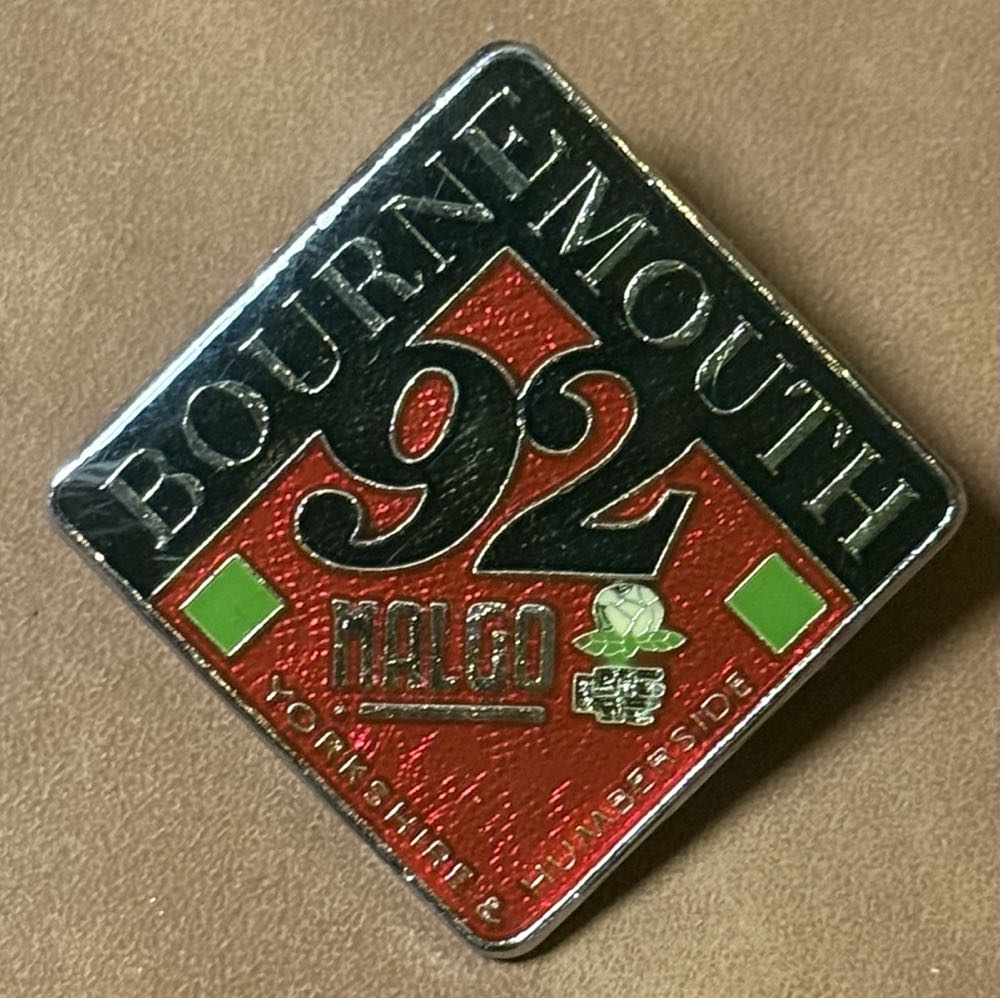 BOURNEMOUTH
92
NALGO
YORKSHIRE & HUMBERSIDE